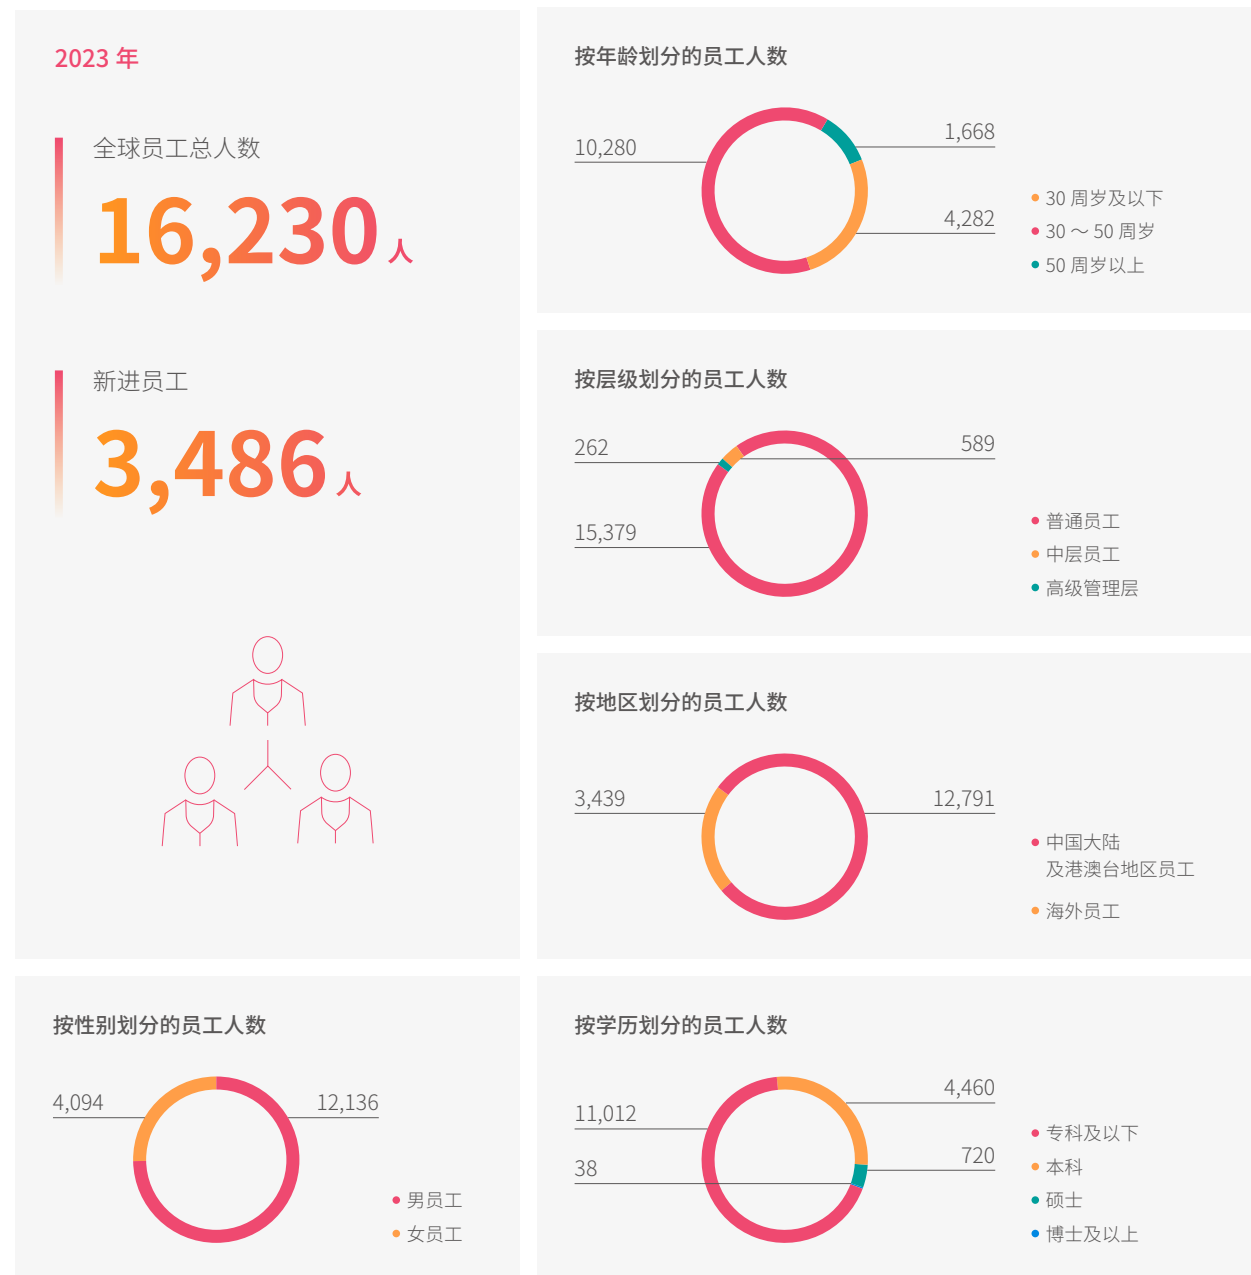 2023 年
全球员工总人数
16,230 人
新进员工
3,486 人
按年龄划分的员工人数
10,280
1,668
4,282
30 周岁及以下
30 ～ 50 周岁
50 周岁以上
按层级划分的员工人数
262
589
15,379
普通员工
中层员工
高级管理层
按地区划分的员工人数
3,439
12,791
中国大陆
及港澳台地区员工
海外员工
按性别划分的员工人数
4,094
12,136
男员工
女员工
按学历划分的员工人数
4,460
11,012
720
38
专科及以下
本科
硕士
博士及以上